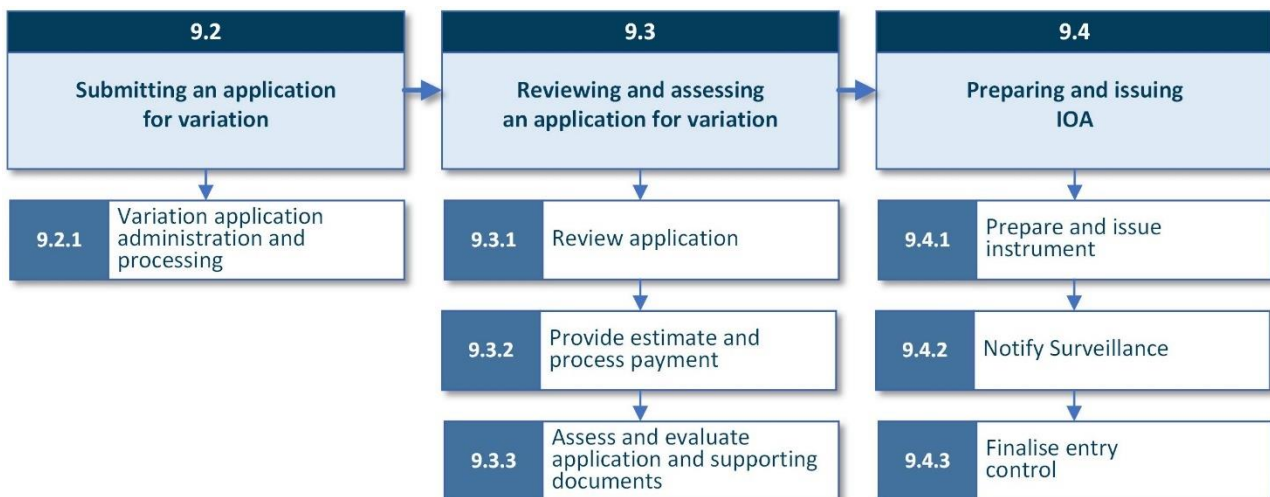 9.2
Submitting an application
for variation
9.2.1
Variation application
administration and
processing
9.3
Reviewing and assessing
an application for variation
9.3.1
Review application
9.3.2
Provide estimate and
process payment
9.3.3
Assess and evaluate
application and supporting
documents
9.4
Preparing and issuing
IOA
9.4.1
Prepare and issue
instrument
9.4.2
Notify Surveillance
9.4.3
Finalise entry
control